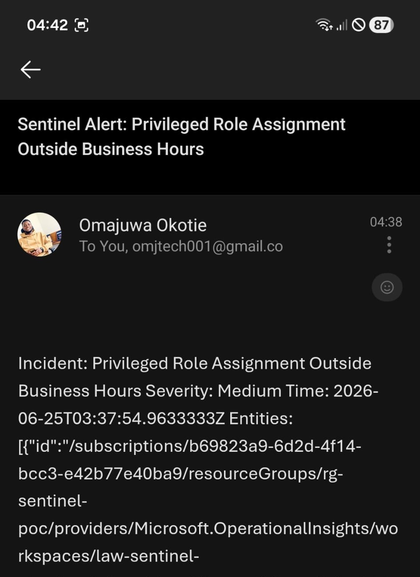 04:42
87
Sentinel Alert: Privileged Role Assignment
Outside Business Hours
Omajuwa Okotie
04:38
To You, omjtech001@gmail.co
Incident: Privileged Role Assignment Outside
Business Hours Severity: Medium Time: 2026-
06-25T03:37:54.9633333Z Entities:
[{"id":"/subscriptions/b69823a9-6d2d-4f14-
bcc3-e42b77e40ba9/resourceGroups/rg-
sentinel-
poc/providers/Microsoft.OperationalInsights/wo
rkspaces/law-sentinel-